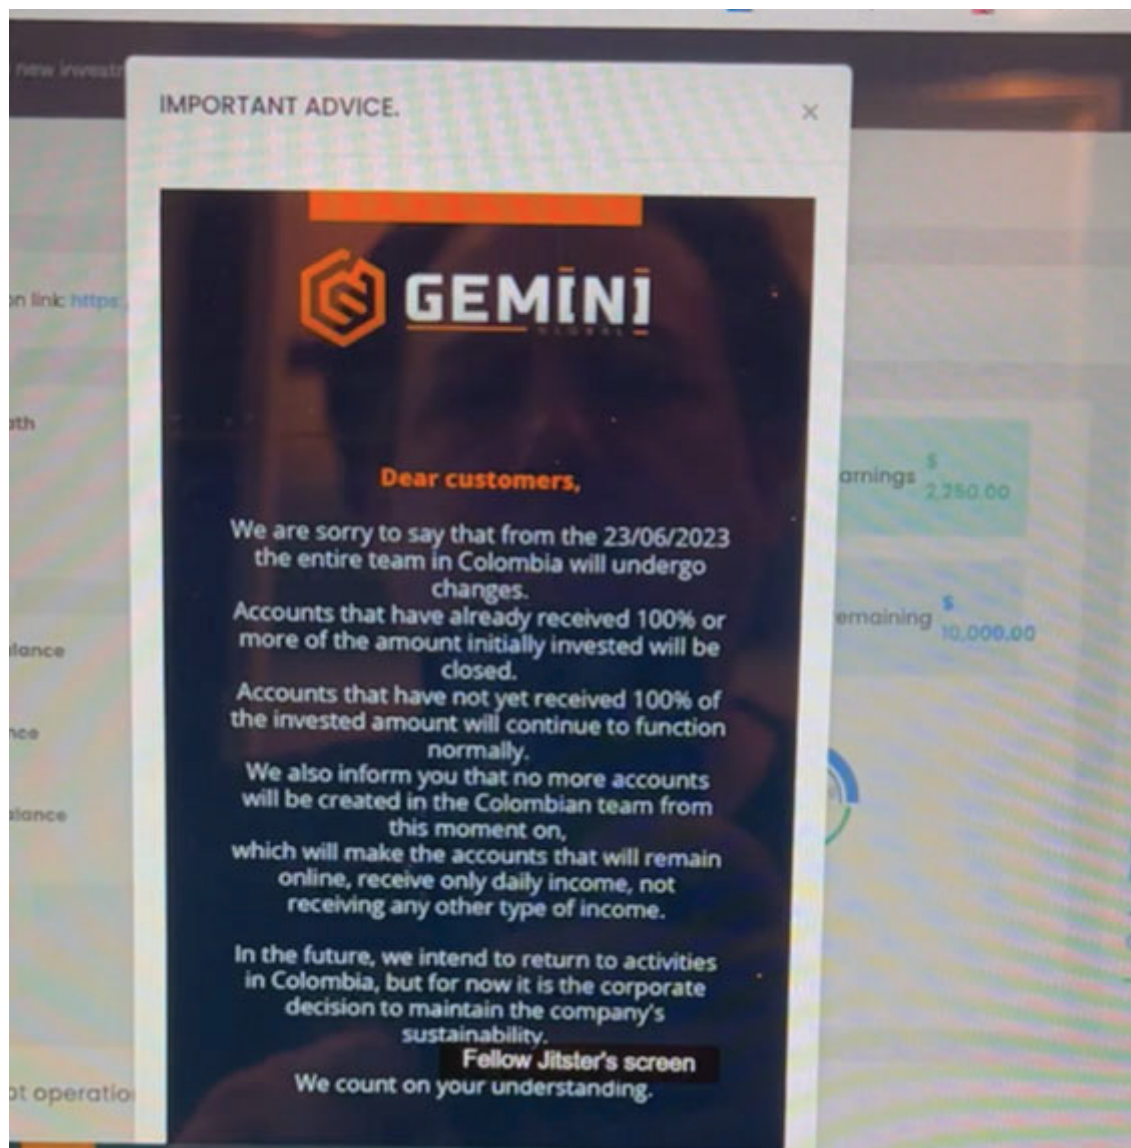 new invest
IMPORTANT ADVICE.
×
on link: https:
GEMINI
GLOBAL
ath
Dear customers,
arnings
$
2,250.00
We are sorry to say that from the 23/06/2023
the entire team in Colombia will undergo
changes.
Accounts that have already received 100% or
more of the amount initially invested will be
closed.
emaining
$
10,000.00
lance
Accounts that have not yet received 100% of
the invested amount will continue to function
normally.
nce
We also inform you that no more accounts
will be created in the Colombian team from
this moment on,
lance
which will make the accounts that will remain
online, receive only daily income, not
receiving any other type of income.
In the future, we intend to return to activities
in Colombia, but for now it is the corporate
decision to maintain the company's
sustainability.
Fellow Jitster's screen
We count on your understanding.
ot operatio